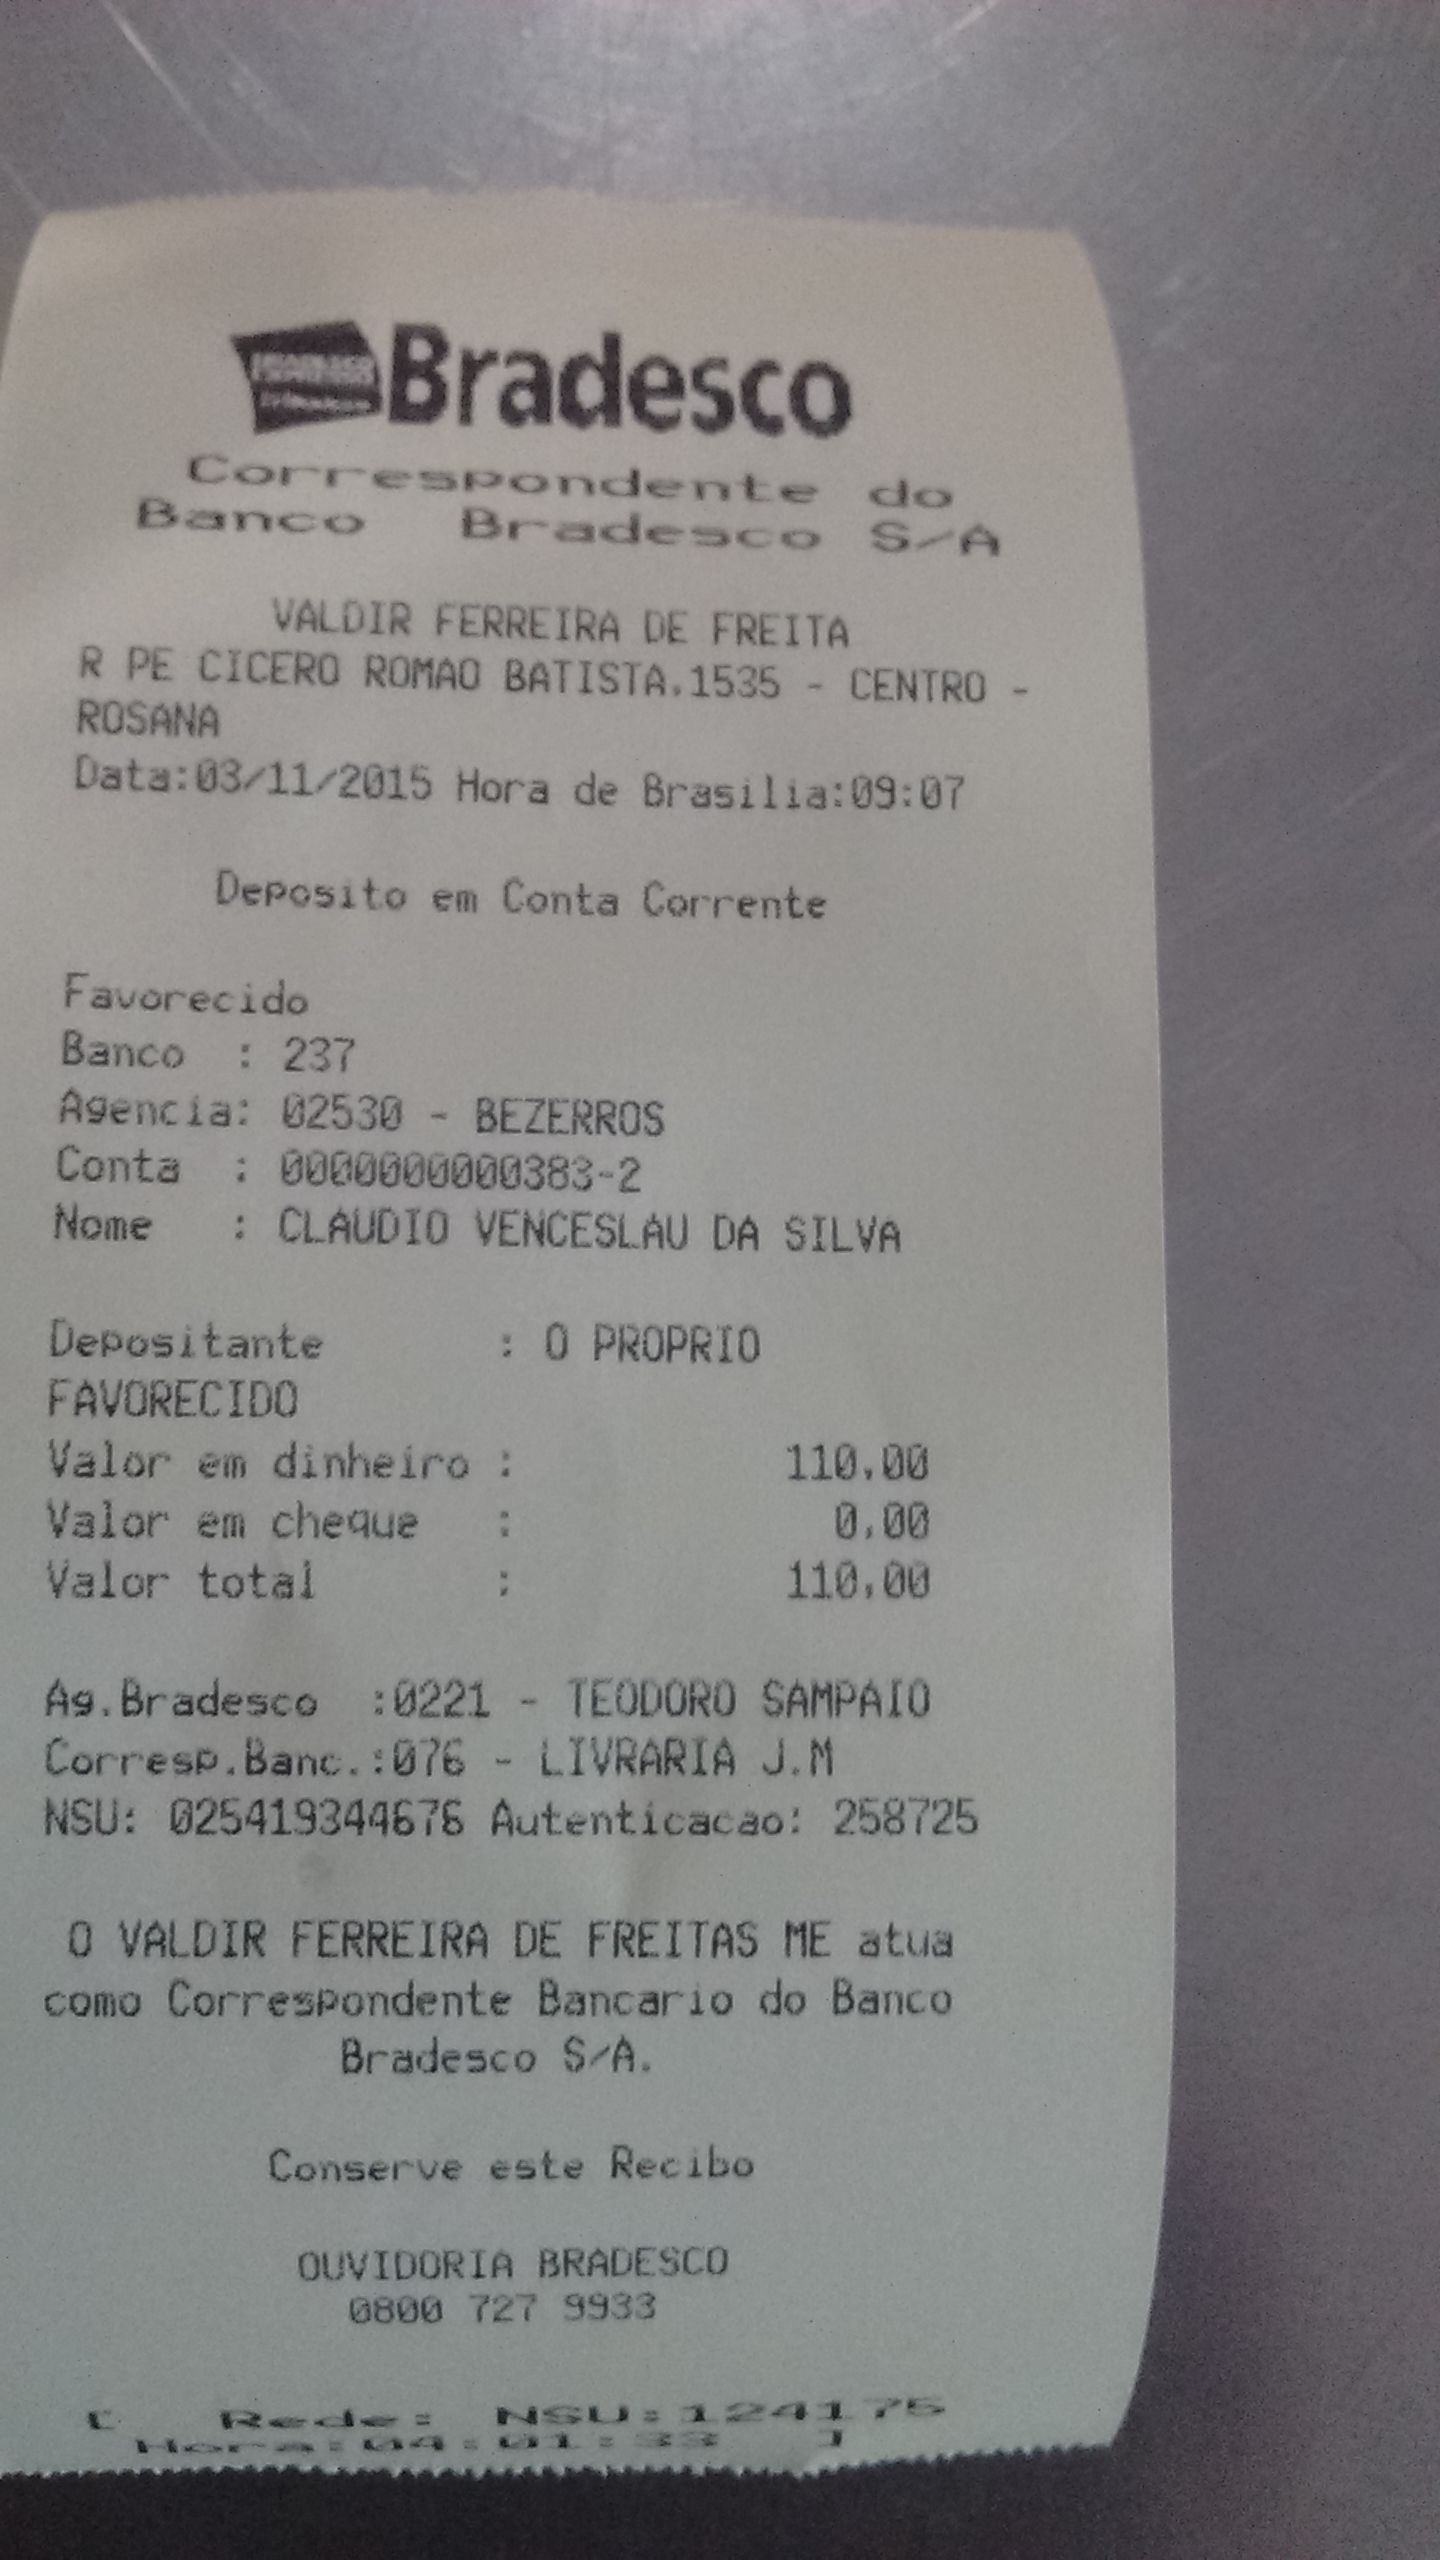 Bradesco
Correspondente do
Banco Bradesco S/A
VALDIR FERREIRA DE FREITA
R PE CICERO ROMAO BATISTA,1535 - CENTRO -
ROSANA
Data:03/11/2015 Hora de Brasilia:09:07
Deposito em Conta Corrente
Favorecido
Banco : 237
Agencia: 02530 - BEZERROS
Conta : 0000000000383-2
Nome : CLAUDIO VENCESLAU DA SILVA
Depositante : O PROPRIO
FAVORECIDO
Valor em dinheiro : 110,00
Valor em cheque : 0,00
Valor total : 110,00
Ag.Bradesco :0221 - TEODORO SAMPAIO
Corresp.Banc.:076 - LIVRARIA J.M
NSU: 025419344676 Autenticacao: 258725
O VALDIR FERREIRA DE FREITAS ME atua
como Correspondente Bancario do Banco
Bradesco S/A.
Conserve este Recibo
OUVIDORIA BRADESCO
0800 727 9933
[ Rede: NSU:124175
Hora:04:01:33 ]